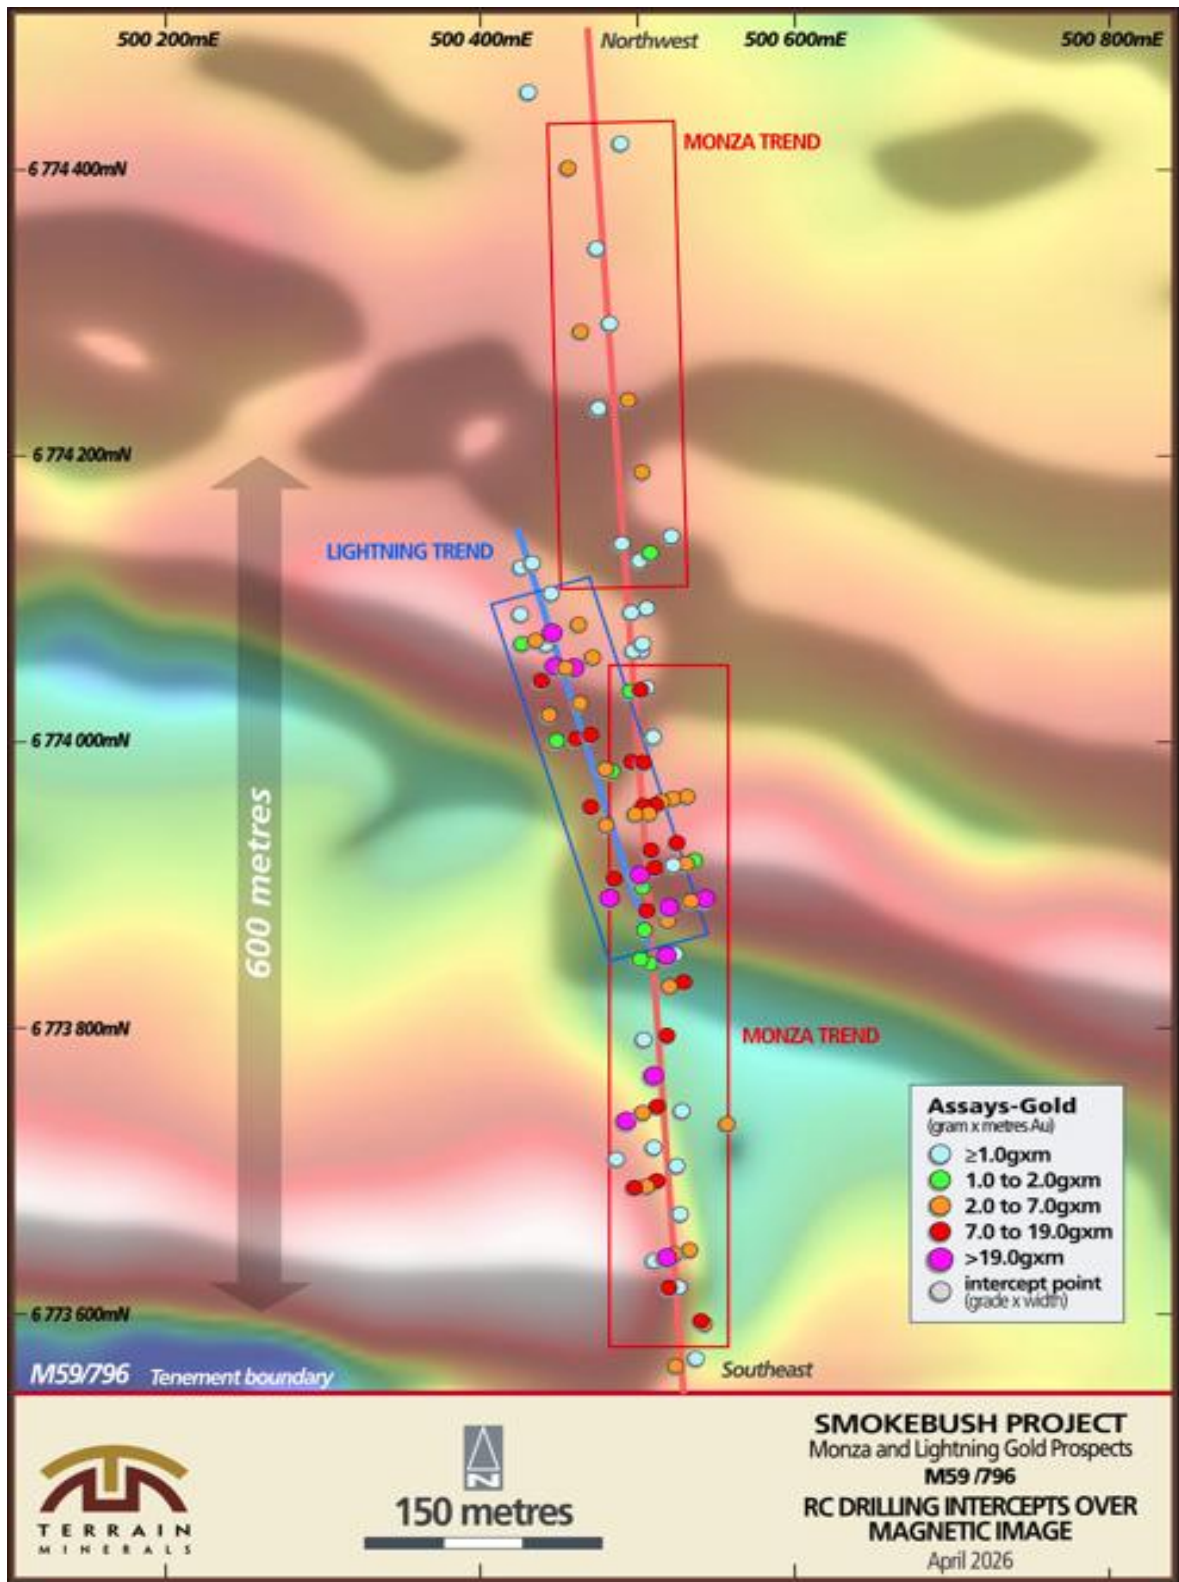 500 200mE
500 400mE
Northwest
500 600mE
500 800mE
MONZA TREND
6 774 400mN
6 774 200mN
LIGHTNING TREND
6 774 000mN
600 metres
6 773 800mN
MONZA TREND
Assays-Gold
(gram x metres Au)
≥1.0gxm
1.0 to 2.0gxm
2.0 to 7.0gxm
7.0 to 19.0gxm
>19.0gxm
intercept point
(grade x width)
6 773 600mN
M59/796 Tenement boundary
Southeast
SMOKEBUSH PROJECT
Monza and Lightning Gold Prospects
M59 /796
RC DRILLING INTERCEPTS OVER
MAGNETIC IMAGE
April 2026
N
150 metres
TERRAIN
MINERALS